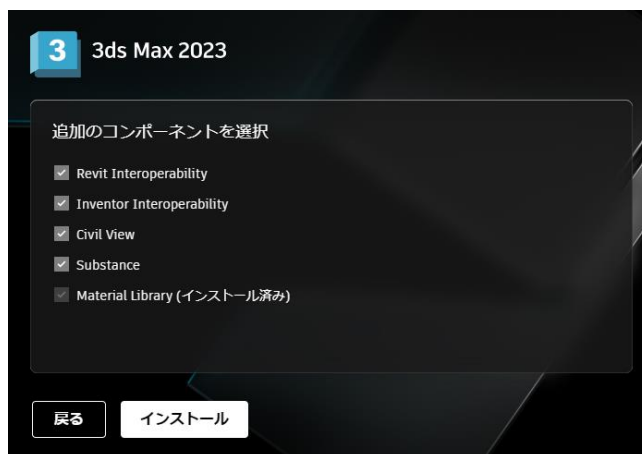 3 3ds Max 2023
追加のコンポーネントを選択
Revit Interoperability
Inventor Interoperability
Civil View
Substance
Material Library (インストール済み)
戻る インストール